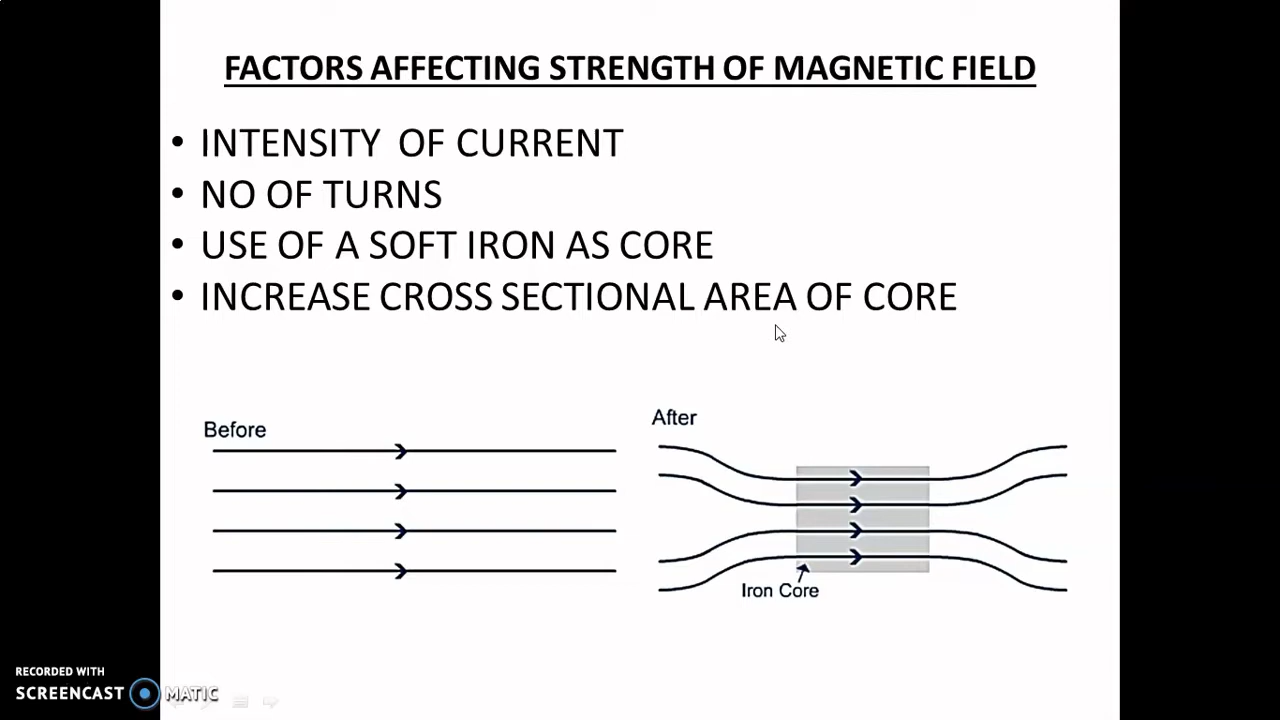 FACTORS AFFECTING STRENGTH OF MAGNETIC FIELD
• INTENSITY OF CURRENT
• NO OF TURNS
• USE OF A SOFT IRON AS CORE
• INCREASE CROSS SECTIONAL AREA OF CORE
Before
After
Iron Core
RECORDED WITH
SCREENCAST MATIC